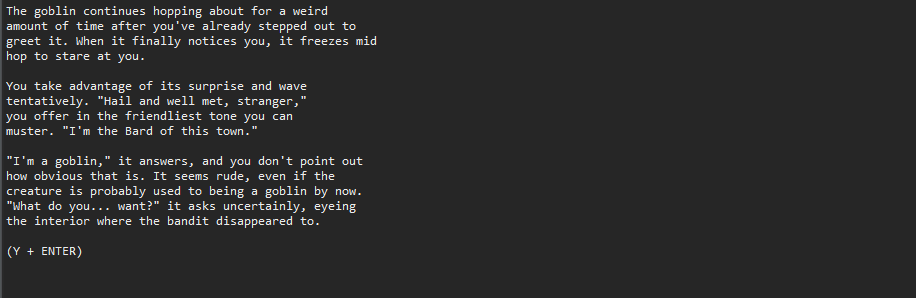 The goblin continues hopping about for a weird
amount of time after you've already stepped out to
greet it. When it finally notices you, it freezes mid
hop to stare at you.
You take advantage of its surprise and wave
tentatively. "Hail and well met, stranger,"
you offer in the friendliest tone you can
muster. "I'm the Bard of this town."
"I'm a goblin," it answers, and you don't point out
how obvious that is. It seems rude, even if the
creature is probably used to being a goblin by now.
"What do you... want?" it asks uncertainly, eyeing
the interior where the bandit disappeared to.
(Y + ENTER)